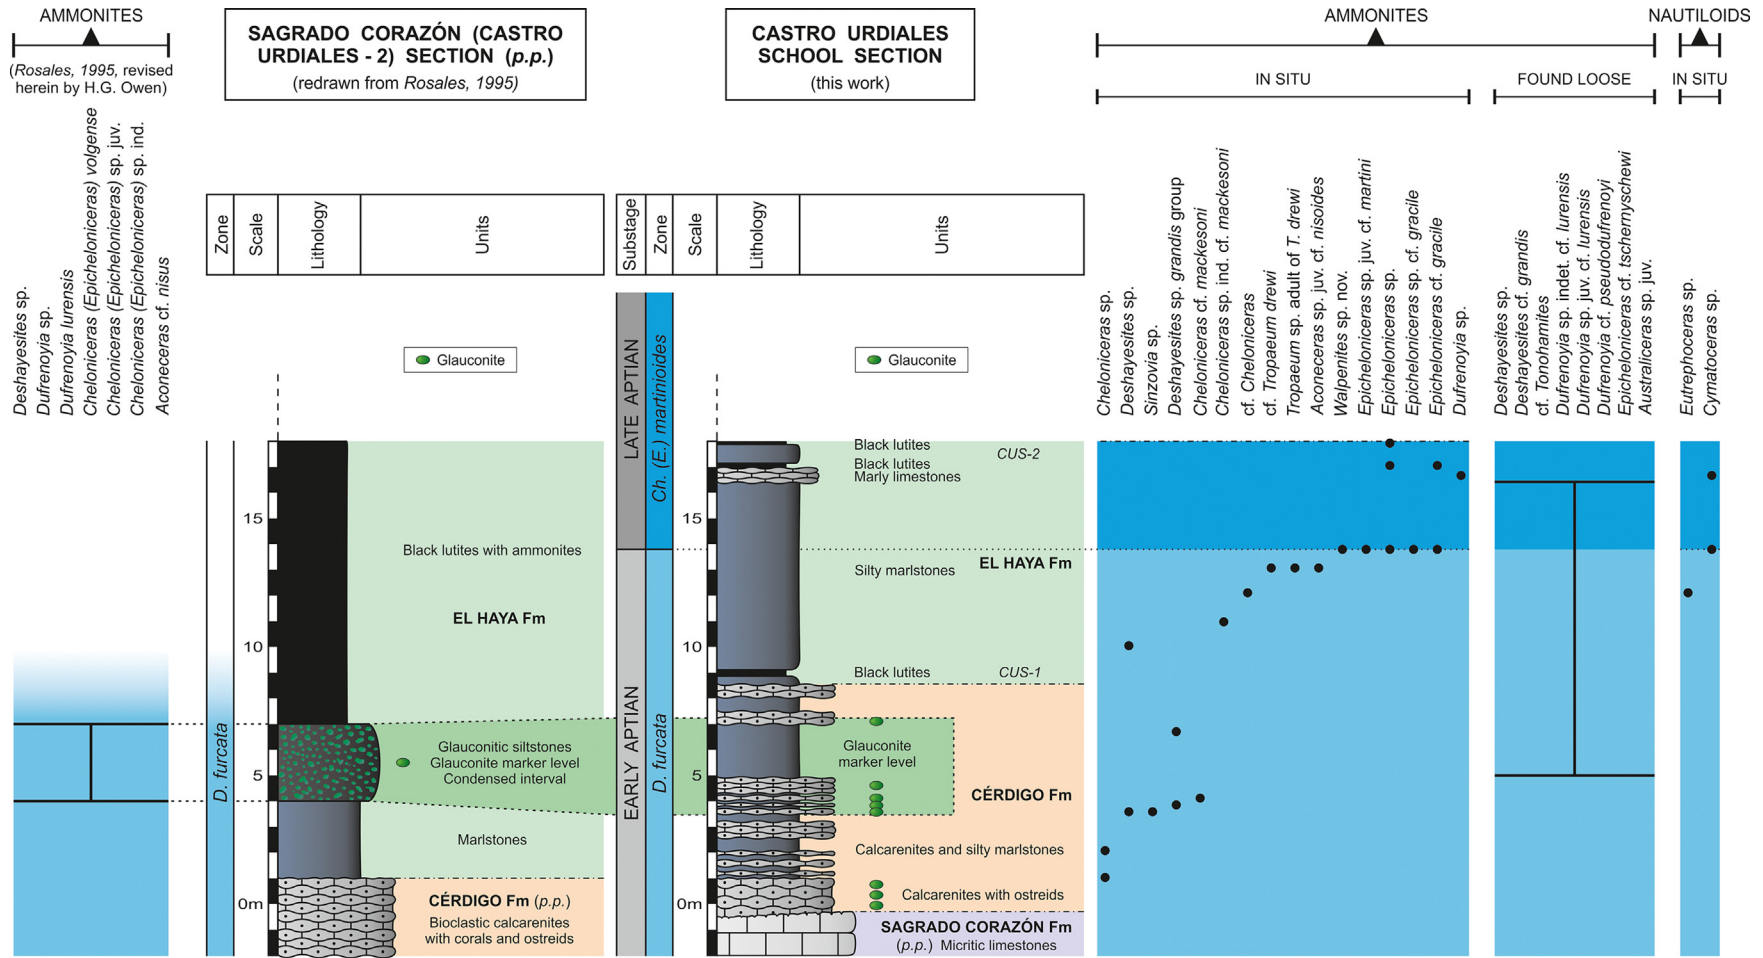 AMMONITES
(Rosales, 1995, revised
herein by H.G. Owen)
Deshayesites sp.
Dufrenoyia sp.
Dufrenoyia lurensis
Cheloniceras (Epicheloniceras) volgense
Cheloniceras (Epicheloniceras) sp. juv.
Cheloniceras (Epicheloniceras) sp. ind.
Aconeceras cf. nisus
SAGRADO CORAZÓN (CASTRO
URDIALES - 2) SECTION (p.p.)
(redrawn from Rosales, 1995)
Zone
Scale
Lithology
Units
Glauconite
D. furcata
15
10
5
0m
Black lutites with ammonites
EL HAYA Fm
Glauconitic siltstones
Glauconite marker level
Condensed interval
Marlstones
CÉRDIGO Fm (p.p.)
Bioclastic calcarenites
with corals and ostreids
CASTRO URDIALES
SCHOOL SECTION
(this work)
Substage
Zone
Scale
Lithology
Units
Glauconite
LATE APTIAN
EARLY APTIAN
Ch. (E.) martinioides
D. furcata
15
10
5
0m
Black lutites
CUS-2
Black lutites
Marly limestones
EL HAYA Fm
Silty marlstones
Black lutites
CUS-1
Glauconite
marker level
CÉRDIGO Fm
Calcarenites and silty marlstones
Calcarenites with ostreids
SAGRADO CORAZÓN Fm
(p.p.) Micritic limestones
AMMONITES
IN SITU
FOUND LOOSE
Cheloniceras sp.
Deshayesites sp.
Sinzovia sp.
Deshayesites sp. grandis group
Cheloniceras cf. mackesoni
Cheloniceras sp. ind. cf. mackesoni
cf. Cheloniceras
cf. Tropaeum drewi
Tropaeum sp. adult of T. drewi
Aconeceras sp. juv. cf. nisoides
Walpenites sp. nov.
Epicheloniceras sp. juv. cf. martini
Epicheloniceras sp.
Epicheloniceras sp. cf. gracile
Epicheloniceras cf. gracile
Dufrenoyia sp.
Deshayesites sp.
Deshayesites cf. grandis
cf. Tonohamites
Dufrenoyia sp. indet. cf. lurensis
Dufrenoyia sp. juv. cf. lurensis
Dufrenoyia cf. pseudodufrenoyi
Epicheloniceras cf. tschernyschewi
Australiceras sp. juv.
NAUTILOIDS
IN SITU
Eutrephoceras sp.
Cymatoceras sp.